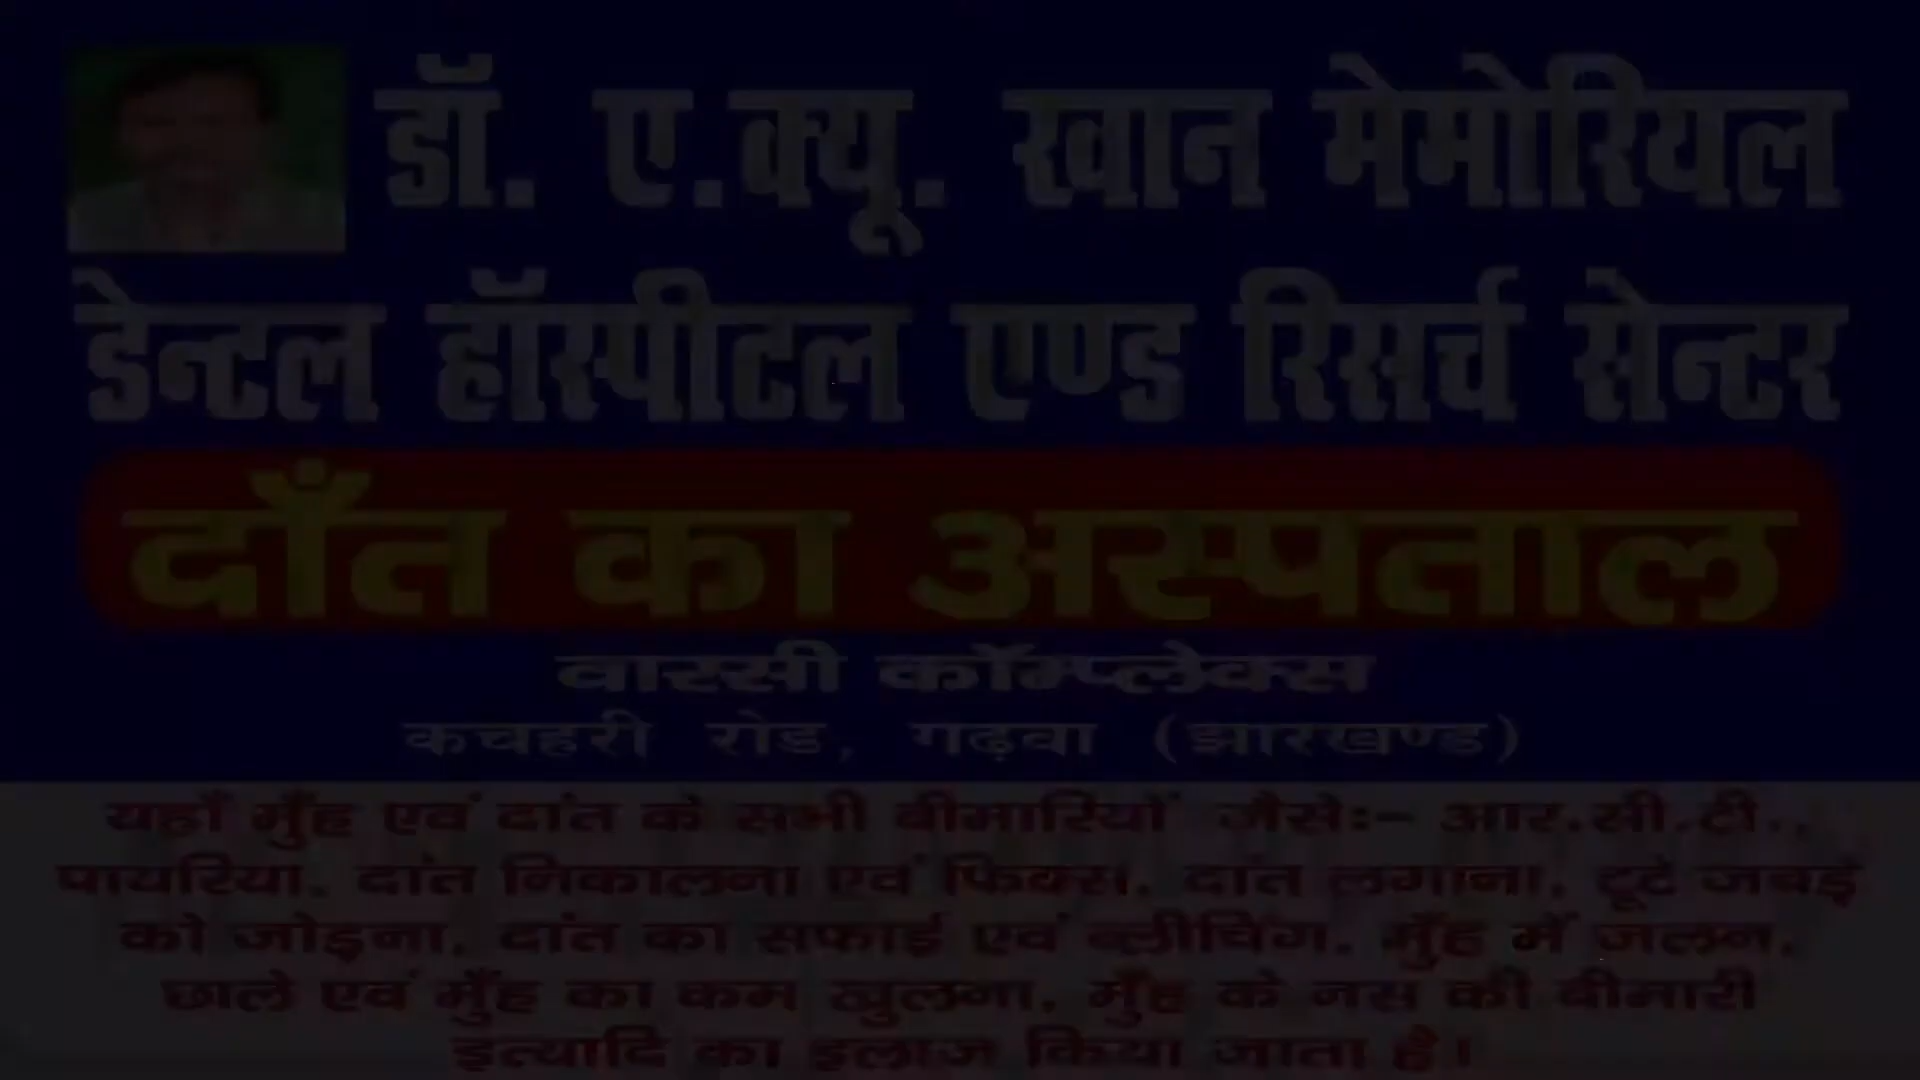 डॉ. ए.क्यू. खान मेमोरियल
डेन्टल हॉस्पीटल एण्ड रिसर्च सेन्टर
दाँत का अस्पताल
वारसी कॉम्प्लेक्स
कचहरी रोड, गढ़वा (झारखण्ड)
यहाँ मुँह एवं दांत के सभी बीमारियों जैसे:- आर.सी.टी.,
पायरिया, दांत निकालना एवं फिक्स, दांत लगाना, टूटे जबड़े
को जोड़ना, दांत का सफाई एवं ब्लीचिंग, मुँह में जलन,
छाले एवं मुँह का कम खुलना, मुँह के नस की बीमारी
इत्यादि का इलाज किया जाता है।